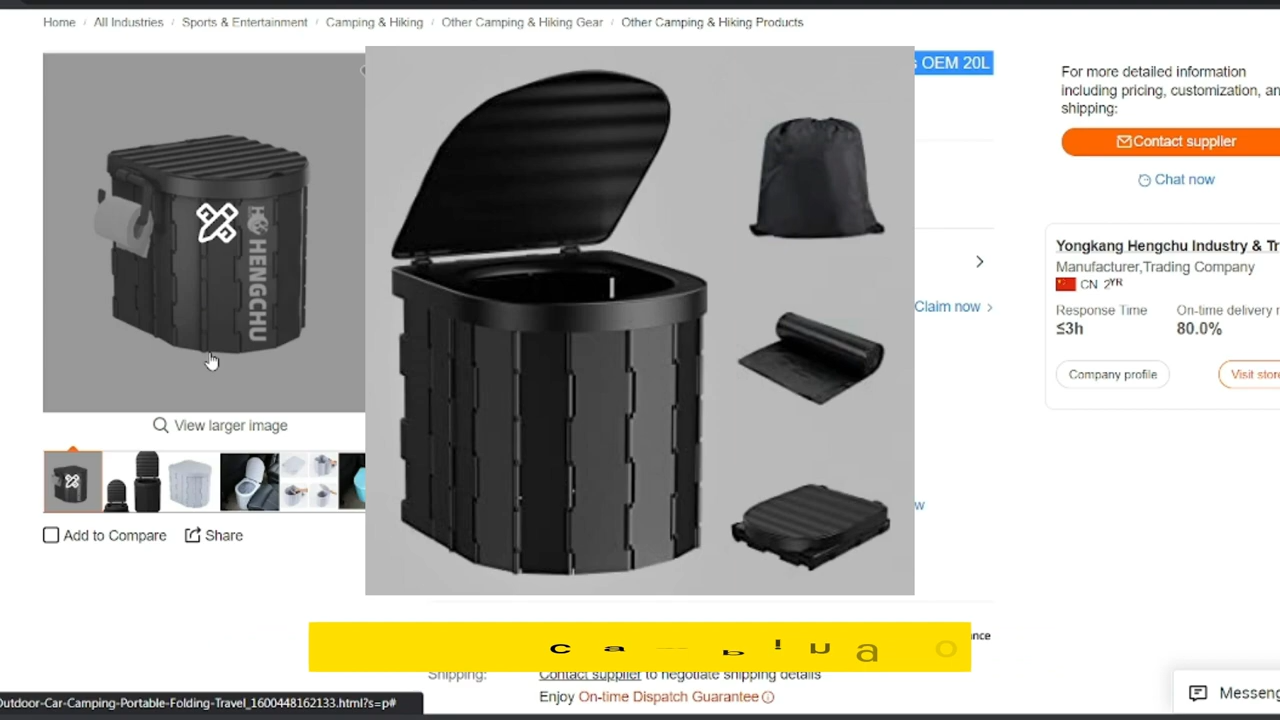 Home / All Industries / Sports & Entertainment / Camping & Hiking / Other Camping & Hiking Gear / Other Camping & Hiking Products
OEM 20L
For more detailed information
including pricing, customization,
shipping:
Contact supplier
Chat now
HENGCHU
Yongkang Hengchu Industry &
Manufacturer,Trading Company
CN 2YR
Claim now >
Response Time
On-time delivery
≤3h
80.0%
Company profile
Visit
View larger image
Add to Compare
Share
Shipping:
Contact supplier to negotiate shipping details
Enjoy On-time Dispatch Guarantee
outdoor-Car-Camping-Portable-Folding-Travel_1600448162133.html?s=p#